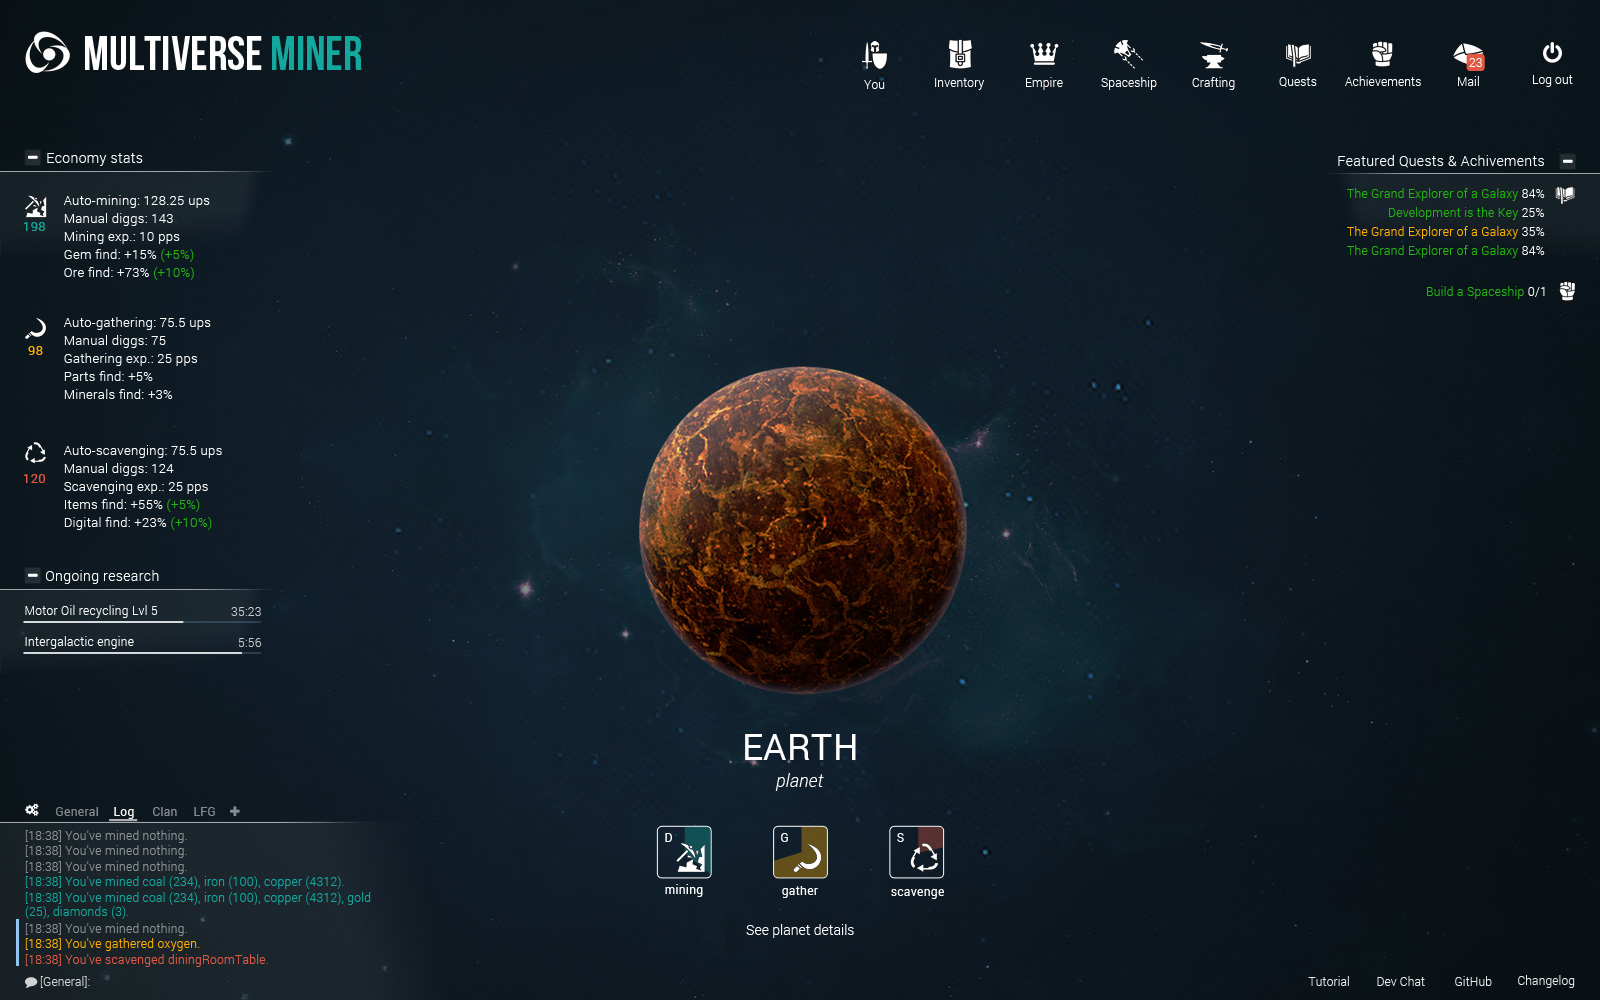 MULTIVERSE MINER
You
Inventory
Empire
Spaceship
Crafting
Quests
Achievements
23
Mail
Log out
Economy stats
198
Auto-mining: 128.25 ups
Manual diggs: 143
Mining exp.: 10 pps
Gem find: +15% (+5%)
Ore find: +73% (+10%)
98
Auto-gathering: 75.5 ups
Manual diggs: 75
Gathering exp.: 25 pps
Parts find: +5%
Minerals find: +3%
120
Auto-scavenging: 75.5 ups
Manual diggs: 124
Scavenging exp.: 25 pps
Items find: +55% (+5%)
Digital find: +23% (+10%)
Ongoing research
Motor Oil recycling Lvl 5 35:23
Intergalactic engine 5:56
Featured Quests & Achivements
The Grand Explorer of a Galaxy 84%
Development is the Key 25%
The Grand Explorer of a Galaxy 35%
The Grand Explorer of a Galaxy 84%
Build a Spaceship 0/1
EARTH
planet
D
mining
G
gather
S
scavenge
See planet details
General Log Clan LFG
[18:38] You've mined nothing.
[18:38] You've mined nothing.
[18:38] You've mined nothing.
[18:38] You've mined coal (234), iron (100), copper (4312).
[18:38] You've mined coal (234), iron (100), copper (4312), gold
(25), diamonds (3).
[18:38] You've mined nothing.
[18:38] You've gathered oxygen.
[18:38] You've scavenged diningRoomTable.
[General]:
Tutorial
Dev Chat
GitHub
Changelog